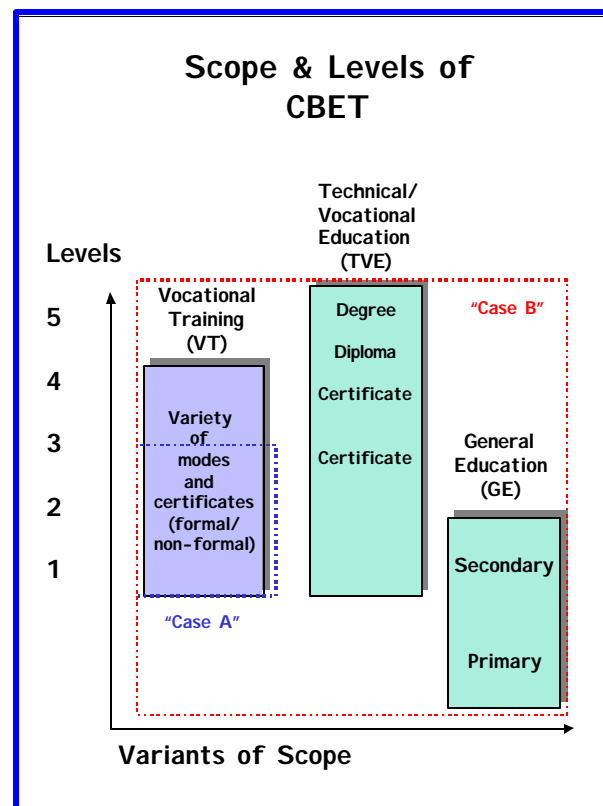 Scope & Levels of
CBET
Technical/
Vocational
Education
(TVE)
Levels
Vocational
Training
(VT)
"Case B"
5
4
3
2
1
Variety
of
modes
and
certificates
(formal/
non-formal)
"Case A"
Degree
Diploma
Certificate
Certificate
General
Education
(GE)
Secondary
Primary
Variants of Scope